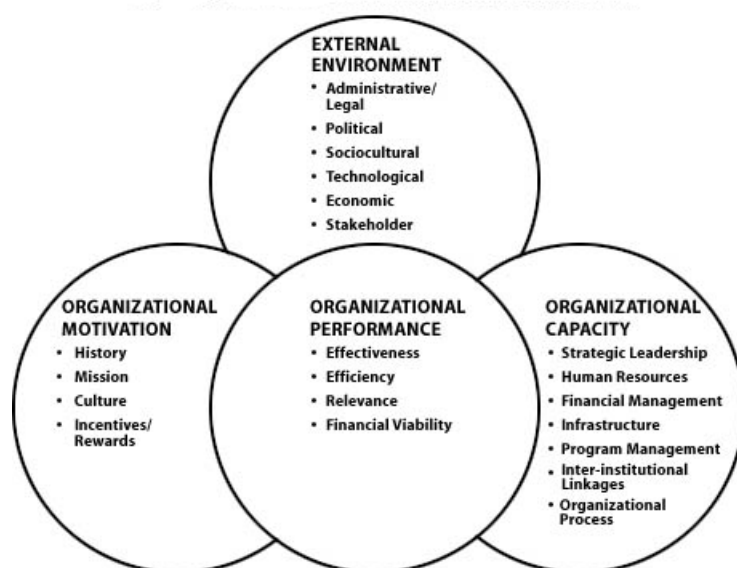 EXTERNAL
ENVIRONMENT
• Administrative/
Legal
• Political
• Sociocultural
• Technological
• Economic
• Stakeholder
ORGANIZATIONAL
MOTIVATION
• History
• Mission
• Culture
• Incentives/
Rewards
ORGANIZATIONAL
PERFORMANCE
• Effectiveness
• Efficiency
• Relevance
• Financial Viability
ORGANIZATIONAL
CAPACITY
• Strategic Leadership
• Human Resources
• Financial Management
• Infrastructure
• Program Management
• Inter-institutional
Linkages
• Organizational
Process